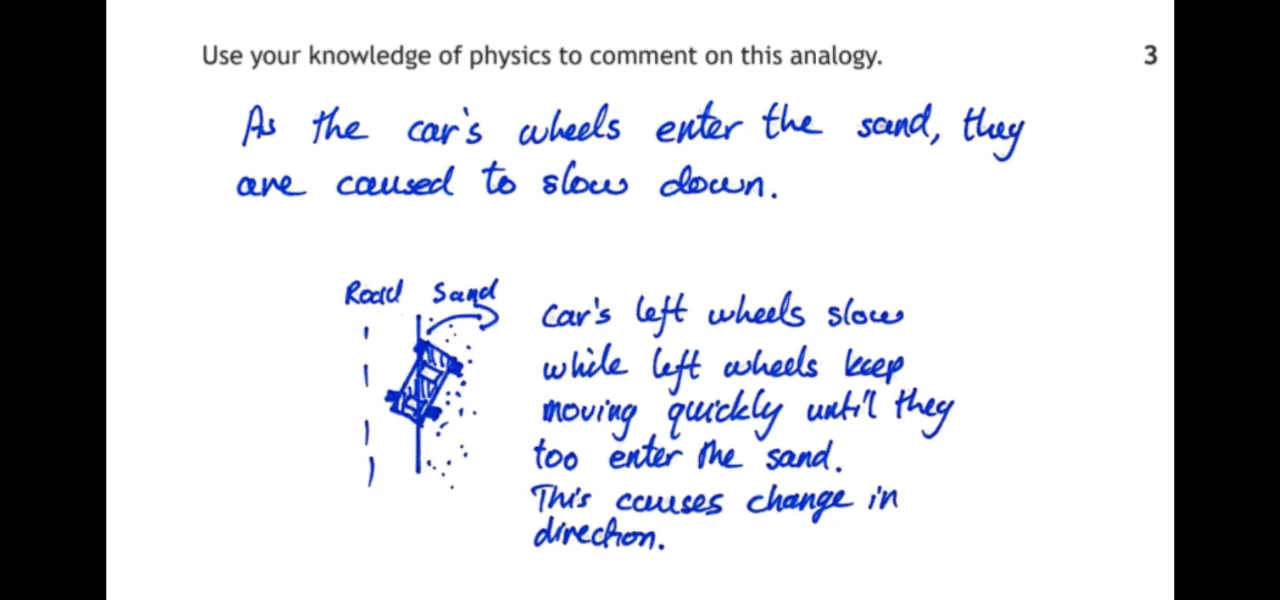 Use your knowledge of physics to comment on this analogy. 3
As the car's wheels enter the sand, they
are caused to slow down.
Road Sand
Car's left wheels slow
while left wheels keep
moving quickly until they
too enter the sand.
This causes change in
direction.